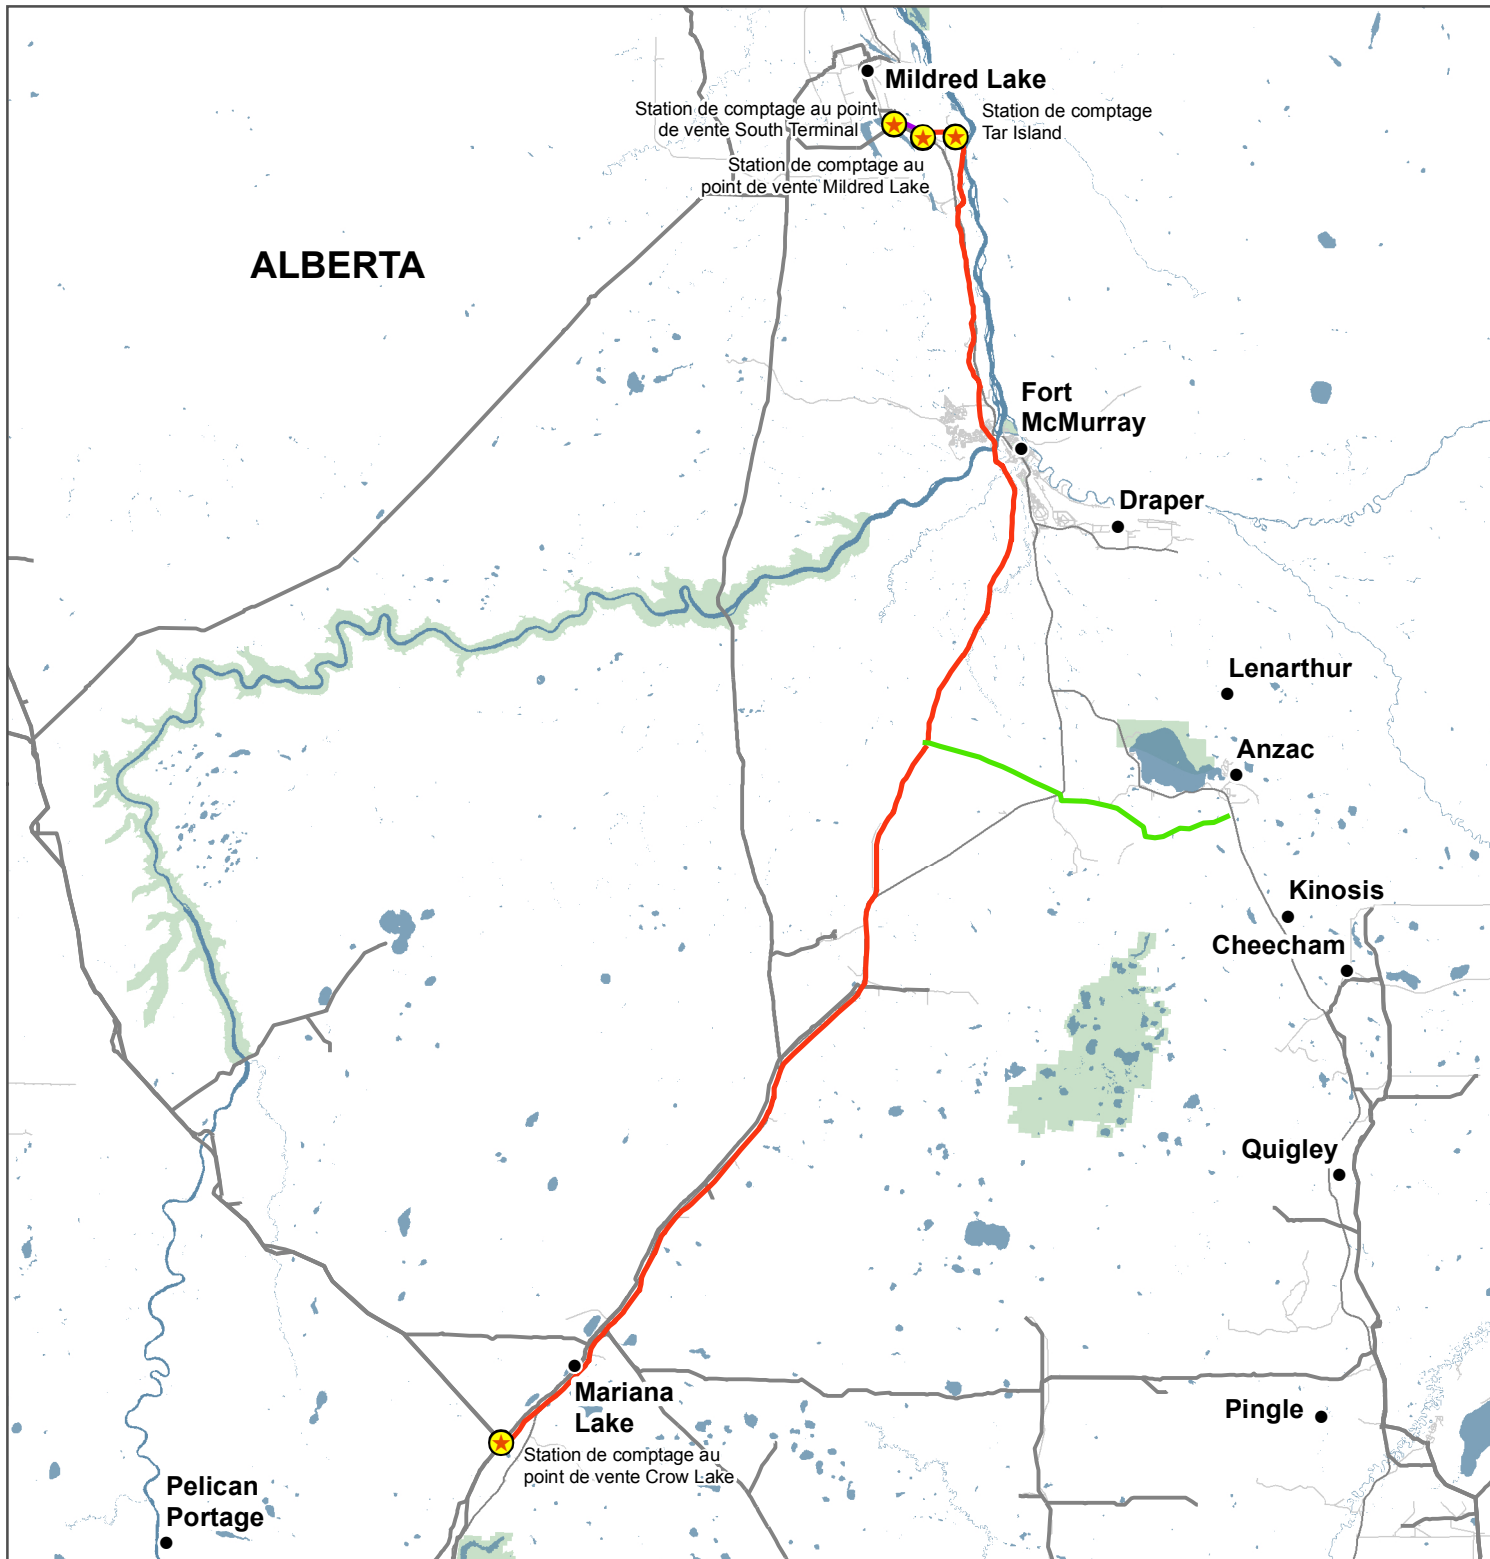 Mildred Lake
Station de comptage au point
de vente South Terminal
Station de comptage
Tar Island
Station de comptage au
point de vente Mildred Lake
ALBERTA
Fort
McMurray
Draper
Lenarthur
Anzac
Kinosis
Cheecham
Quigley
Mariana
Lake
Pingle
Station de comptage au
point de vente Crow Lake
Pelican
Portage